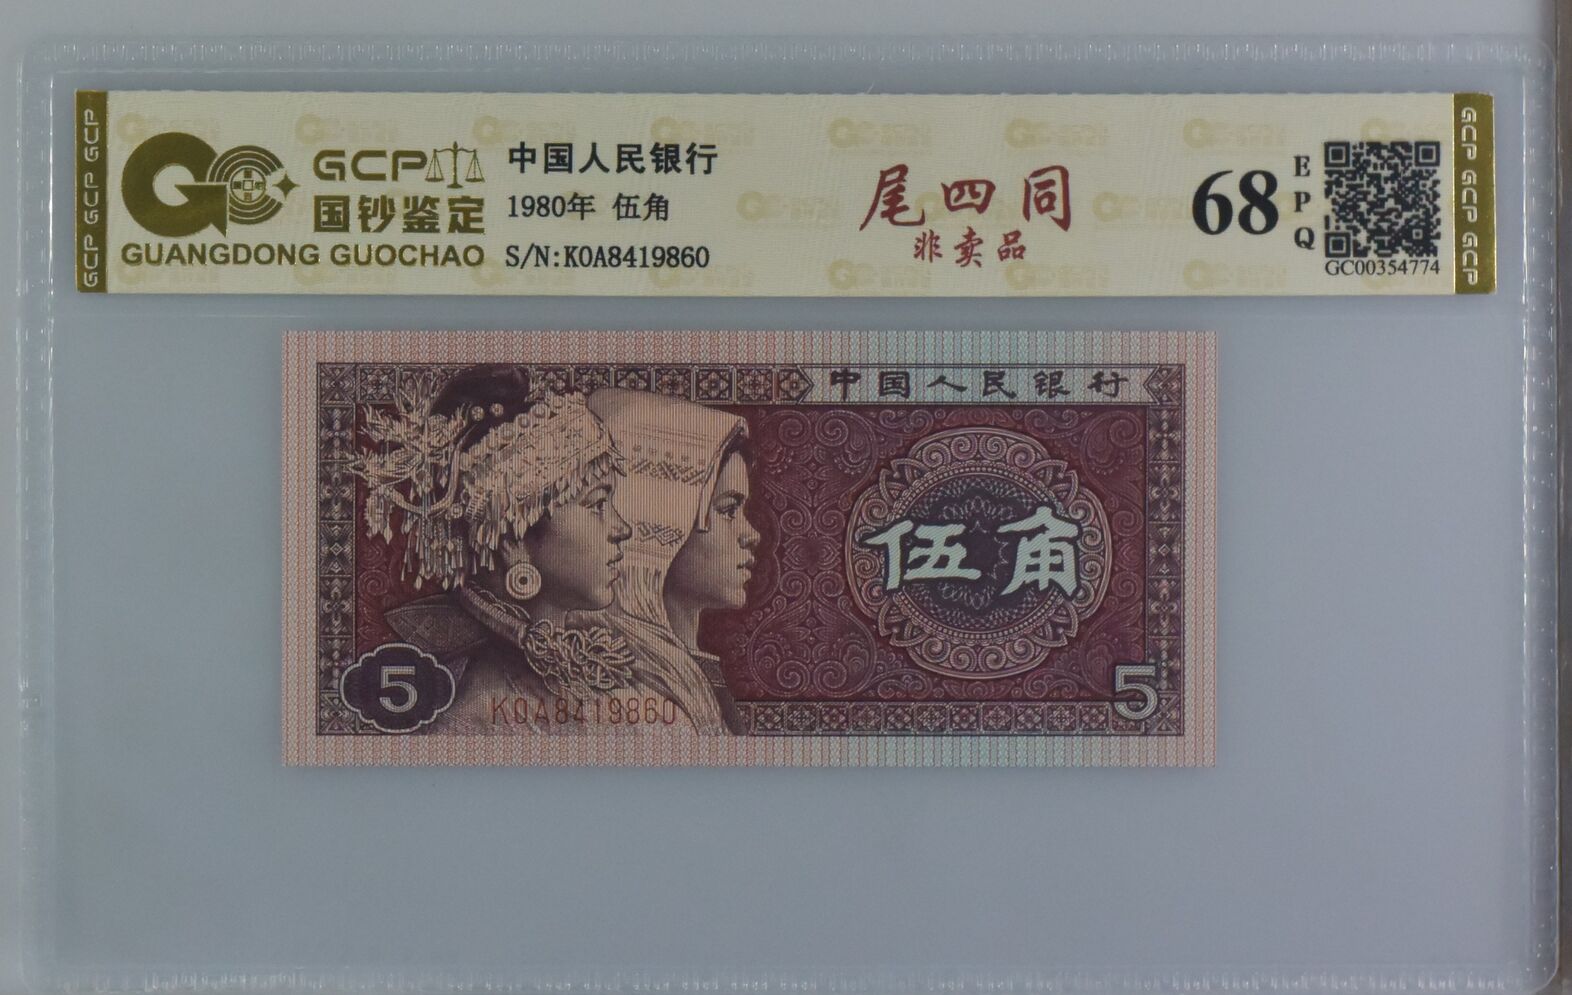 GCP GCP GCP
GCP
国钞鉴定
GUANGDONG GUOCHAO
中国人民银行
1980年 伍角
S/N:K0A8419860
尾四同
非卖品
68
EPQ
GC00354774
GCP GCP GCP
中国人民银行
伍角
5
K0A8419860
5